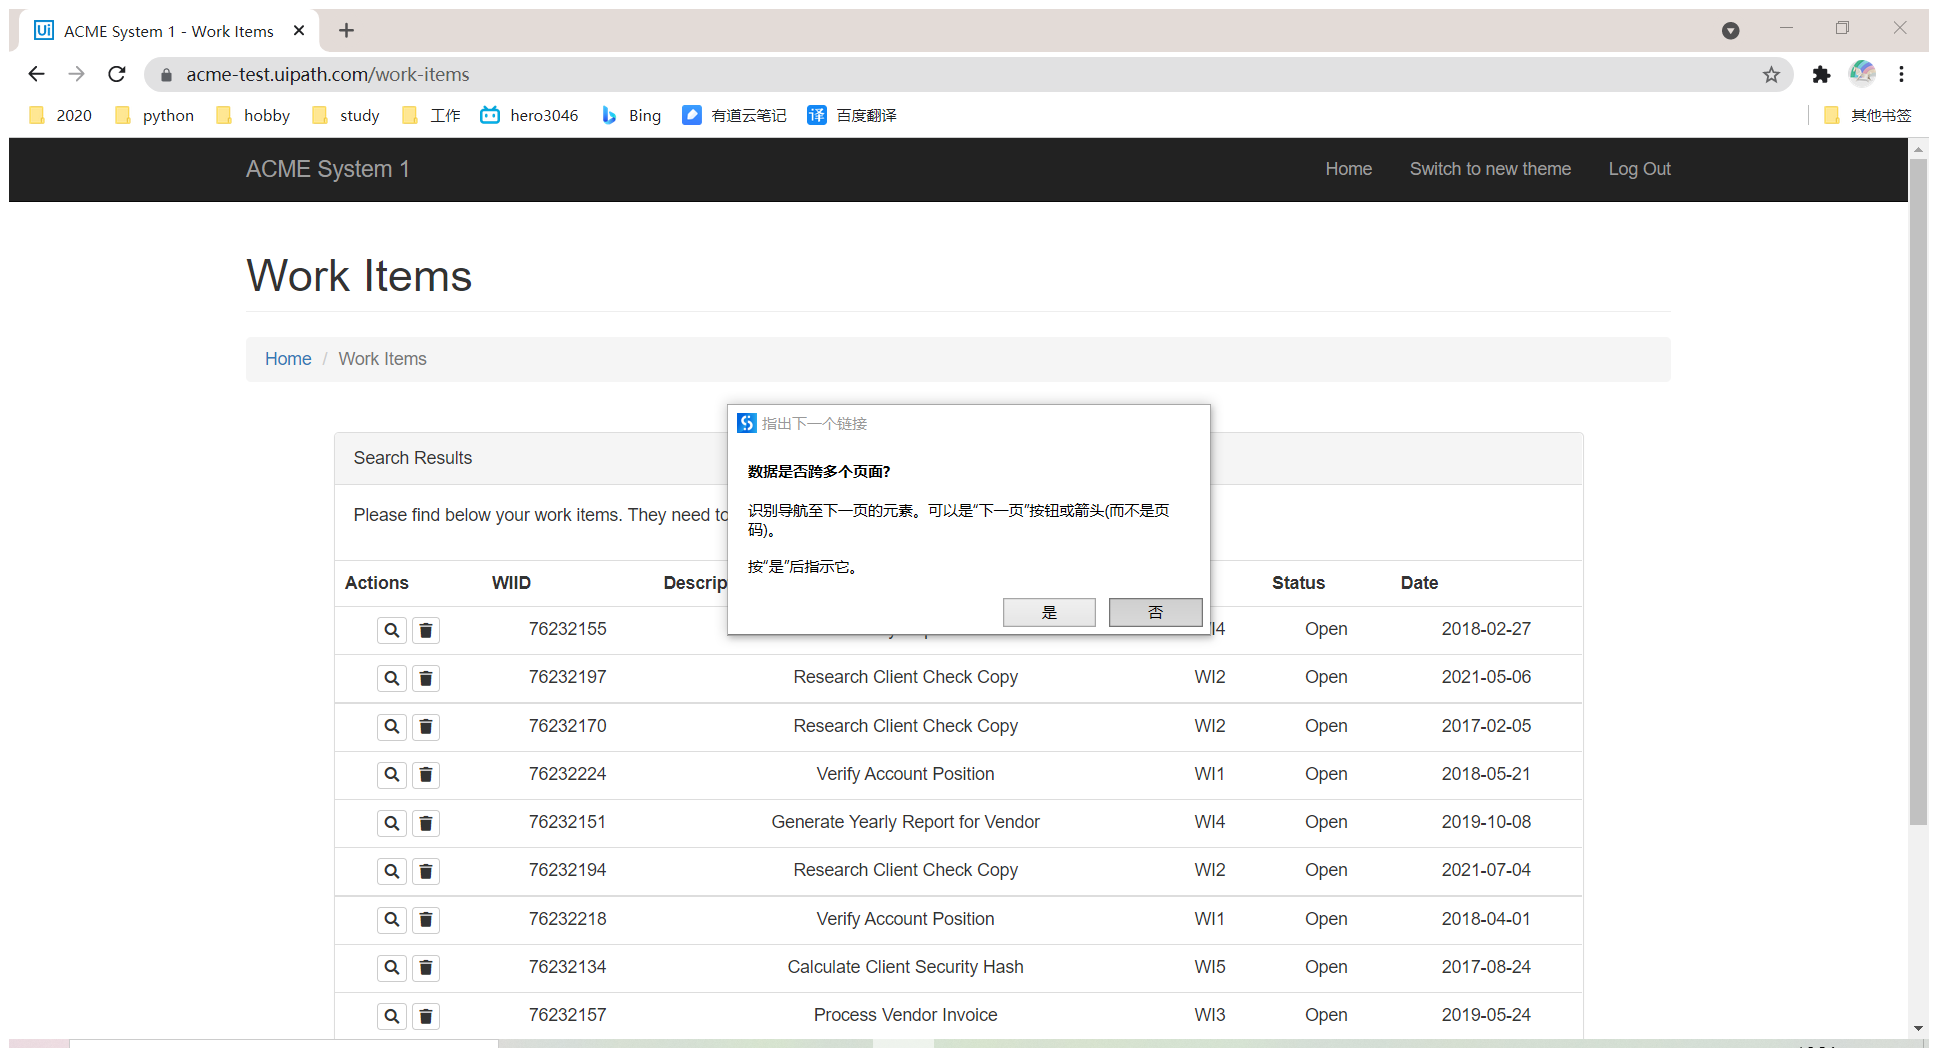 ACME System 1 - Work Items
acme-test.uipath.com/work-items
2020 python hobby study 工作 hero3046 Bing 有道云笔记 译 百度翻译 其他书签
ACME System 1 Home Switch to new theme Log Out
Work Items
Home / Work Items
指出下一个链接
数据是否跨多个页面?
识别导航至下一页的元素。可以是“下一页”按钮或箭头(而不是页
码)。
按“是”后指示它。
是 否
Search Results
Please find below your work items. They need to
Actions WIID Descrip Status Date
76232155 WI4 Open 2018-02-27
76232197 Research Client Check Copy WI2 Open 2021-05-06
76232170 Research Client Check Copy WI2 Open 2017-02-05
76232224 Verify Account Position WI1 Open 2018-05-21
76232151 Generate Yearly Report for Vendor WI4 Open 2019-10-08
76232194 Research Client Check Copy WI2 Open 2021-07-04
76232218 Verify Account Position WI1 Open 2018-04-01
76232134 Calculate Client Security Hash WI5 Open 2017-08-24
76232157 Process Vendor Invoice WI3 Open 2019-05-24